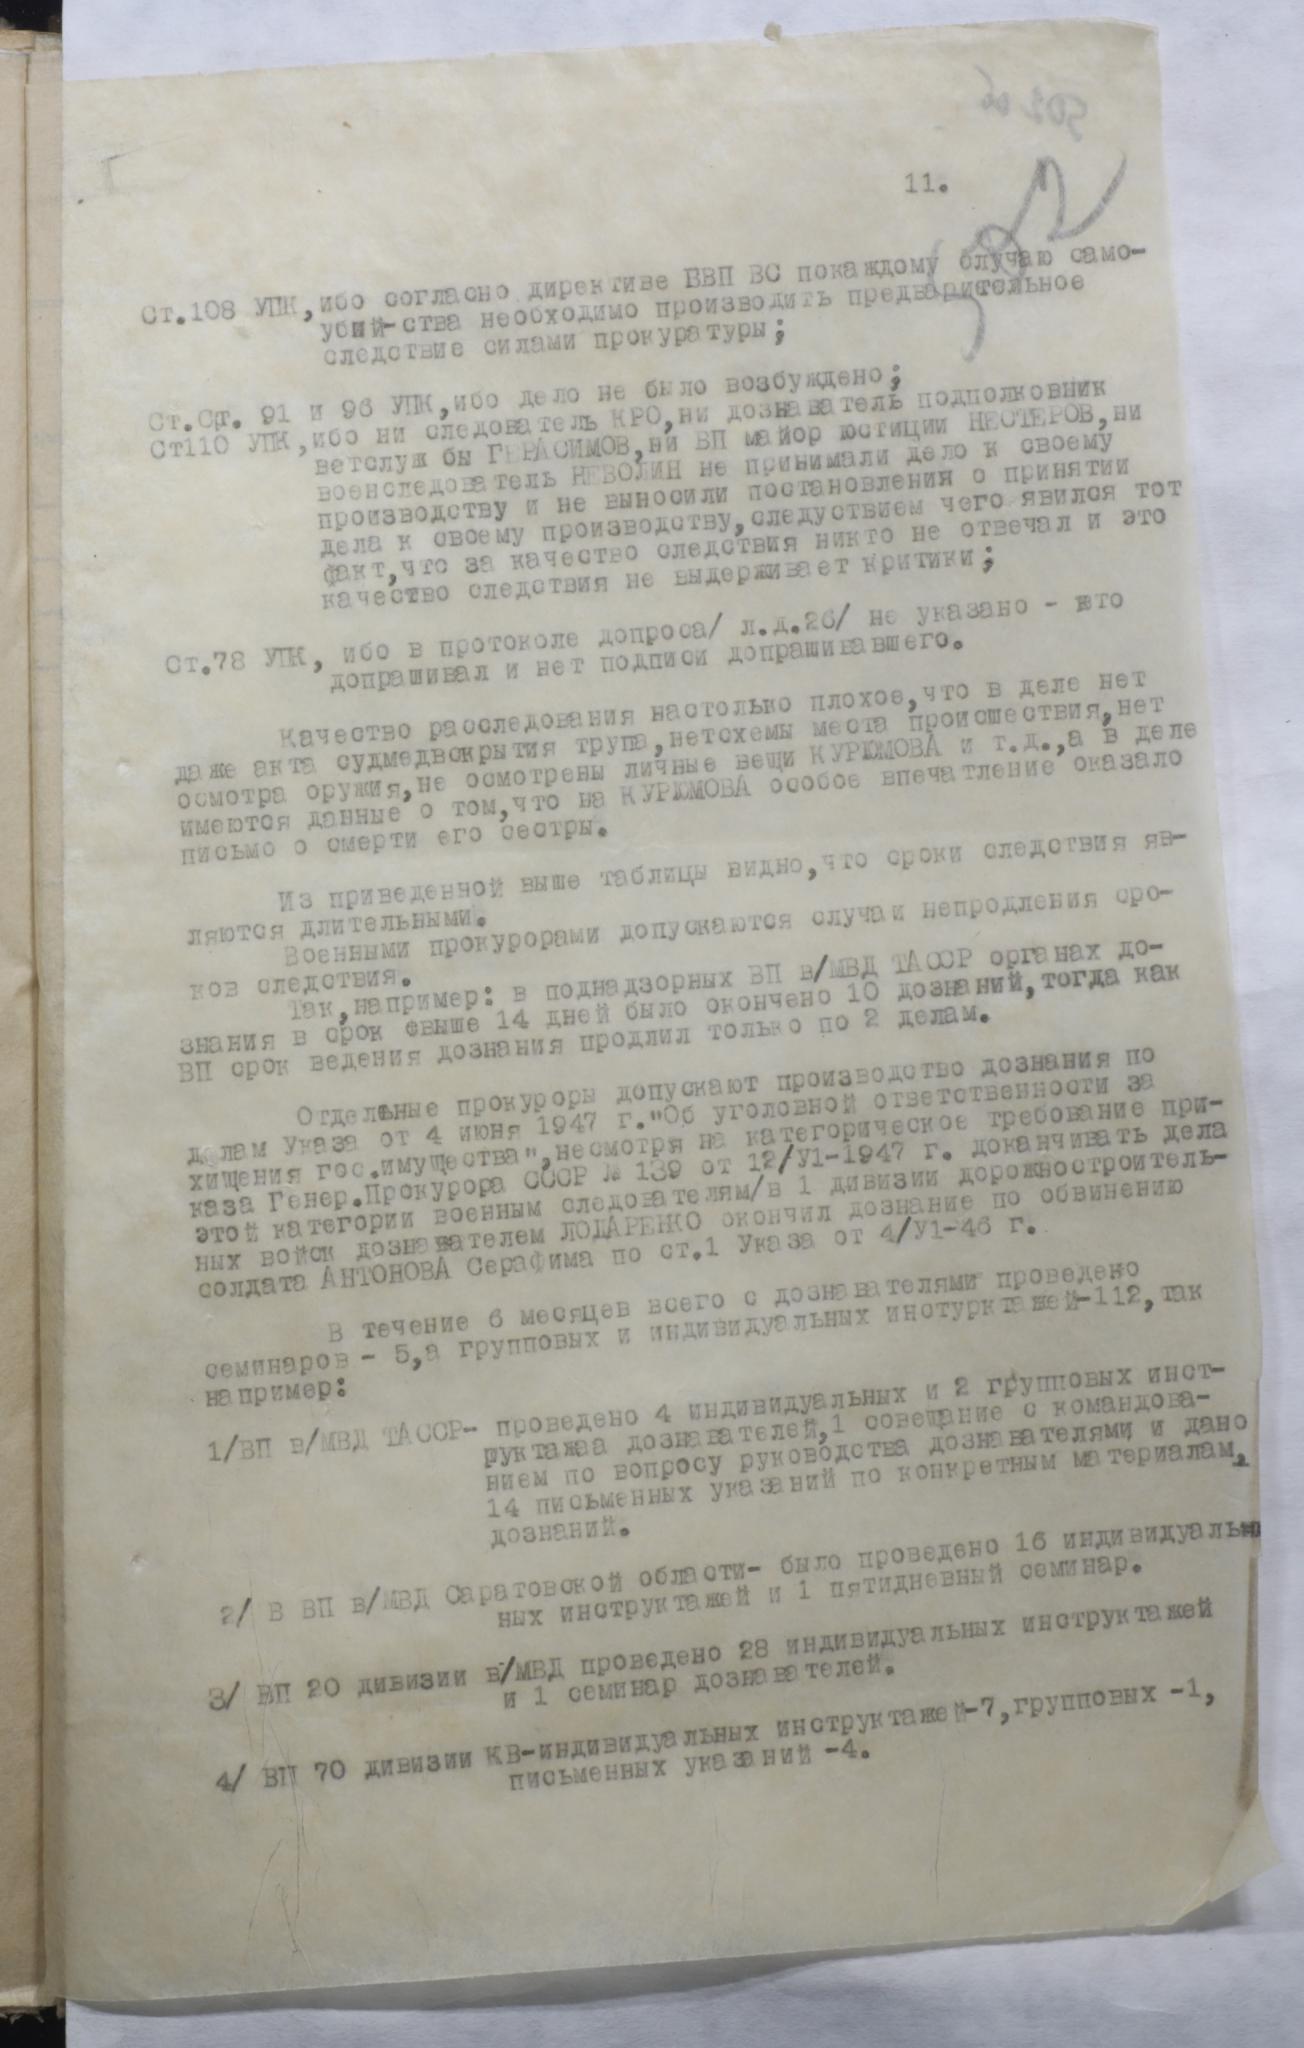 11.
Ст.108 УПК,ибо согласно директиве ВВП ВС покаждому случаю само-
убий-ства необходимо производить предварительное
следствие силами прокуратуры;
Ст.Ст. 91 и 96 УПК,ибо дело не было возбуждено;
Ст110 УПК,ибо ни следователь КРО,ни дознаватель подполковник
ветслуж бы ГЕРАСИМОВ,ни ВП майор юстиции НЕСТЕРОВ,ни
военследователь НЕВОЛИН не принимали дело к своему
производству и не выносили постановления о принятии
дела к своему производству,следуствием чего явился тот
факт,что за качество следствия никто не отвечал и это
качество следствия не выдерживает критики;
Ст.78 УПК, ибо в протоколе допроса/ л.д.26/ не указано - кто
допрашивал и нет подписи допрашивавшего.
Качество расследования настолько плохое,что в деле нет
даже акта судмедвскрытия трупа,нетсхемы места происшествия,нет
осмотра оружия,не осмотрены личные вещи КУРЮМОВА и т.д.,а в деле
имеются данные о том,что на КУРЮМОВА особое впечатление оказало
письмо о смерти его сестры.
Из приведенной выше таблицы видно,что сроки следствия яв-
ляются длительными.
Военными прокурорами допускаются случаи непродления сро-
ков следствия.
Так,например: в поднадзорных ВП в/МВД ТАССР органах до-
знания в срок свыше 14 дней было окончено 10 дознаний,тогда как
ВП срок ведения дознания продлил только по 2 делам.
Отдельные прокуроры допускают производство дознания по
делам Указа от 4 июня 1947 г."Об уголовной ответственности за
хищения гос.имущества",несмотря на категорическое требование при-
каза Генер.Прокурора СССР № 139 от 12/У1-1947 г. доканчивать дела
этой категории военным следователям/в 1 дивизии дорожностроитель-
ных войск дознавателем ЛОДАРЕНКО окончил дознание по обвинению
солдата АНТОНОВА Серафима по ст.1 Указа от 4/У1-46 г.
В течение 6 месяцев всего с дознавателями проведено
семинаров - 5,а групповых и индивидуальных инстурктажей-112,так
например:
1/ВП в/МВД ТАССР- проведено 4 индивидуальных и 2 групповых инст-
руктажаа дознавателей,1 совещание с командова-
нием по вопросу руководства дознавателями и дано
14 письменных указаний по конкретным материалам,
дознаний.
2/ В ВП в/МВД Саратовской области- было проведено 16 индивидуаль
ных инструктажей и 1 пятидневный семинар.
3/ ВП 20 дивизии в/МВД проведено 28 индивидуальных инструктажей
и 1 семинар дознавателей.
4/ ВП 70 дивизии КВ-индивидуальных инструктажей-7,групповых -1,
письменных указаний -4.